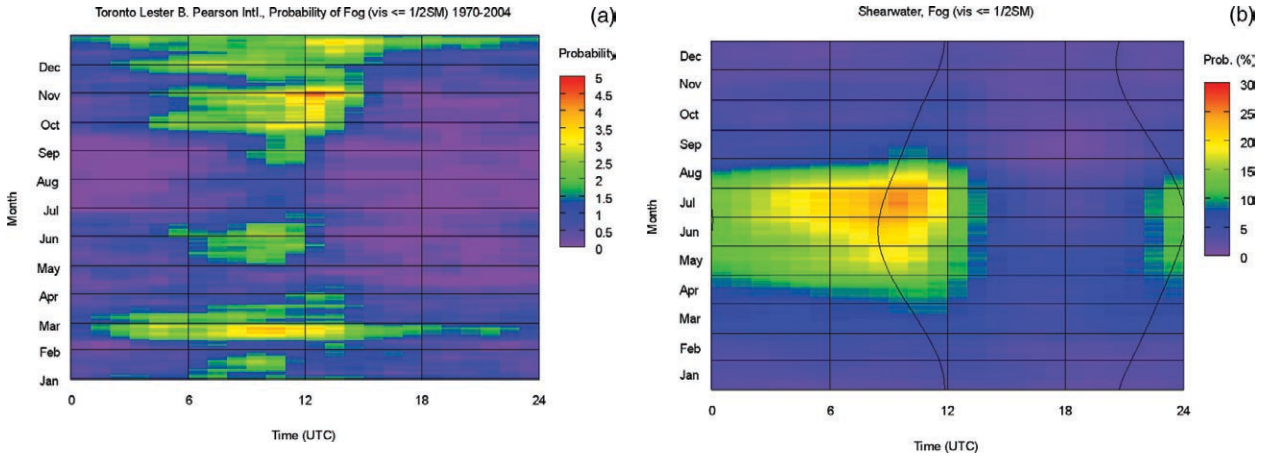 Toronto Lester B. Pearson Intl., Probability of Fog (vis <= 1/2SM) 1970-2004
(a)
Probability
5
4.5
4
3.5
3
2.5
2
1.5
1
0.5
0
Month
Dec
Nov
Oct
Sep
Aug
Jul
Jun
May
Apr
Mar
Feb
Jan
0 6 12 18 24
Time (UTC)
Shearwater, Fog (vis <= 1/2SM)
(b)
Prob. (%)
30
25
20
15
10
5
0
Month
Dec
Nov
Oct
Sep
Aug
Jul
Jun
May
Apr
Mar
Feb
Jan
0 6 12 18 24
Time (UTC)